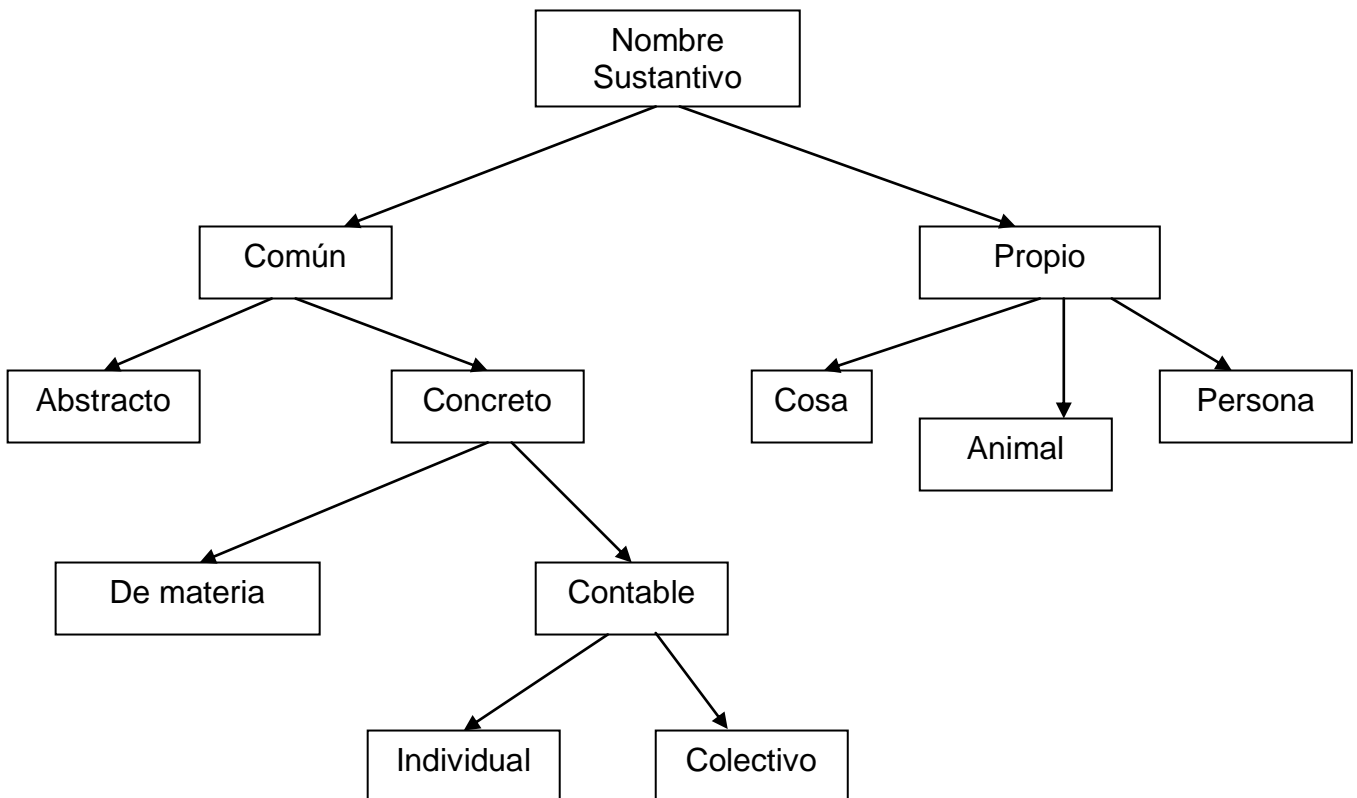 Nombre
Sustantivo
Común
Propio
Abstracto
Concreto
Cosa
Animal
Persona
De materia
Contable
Individual
Colectivo